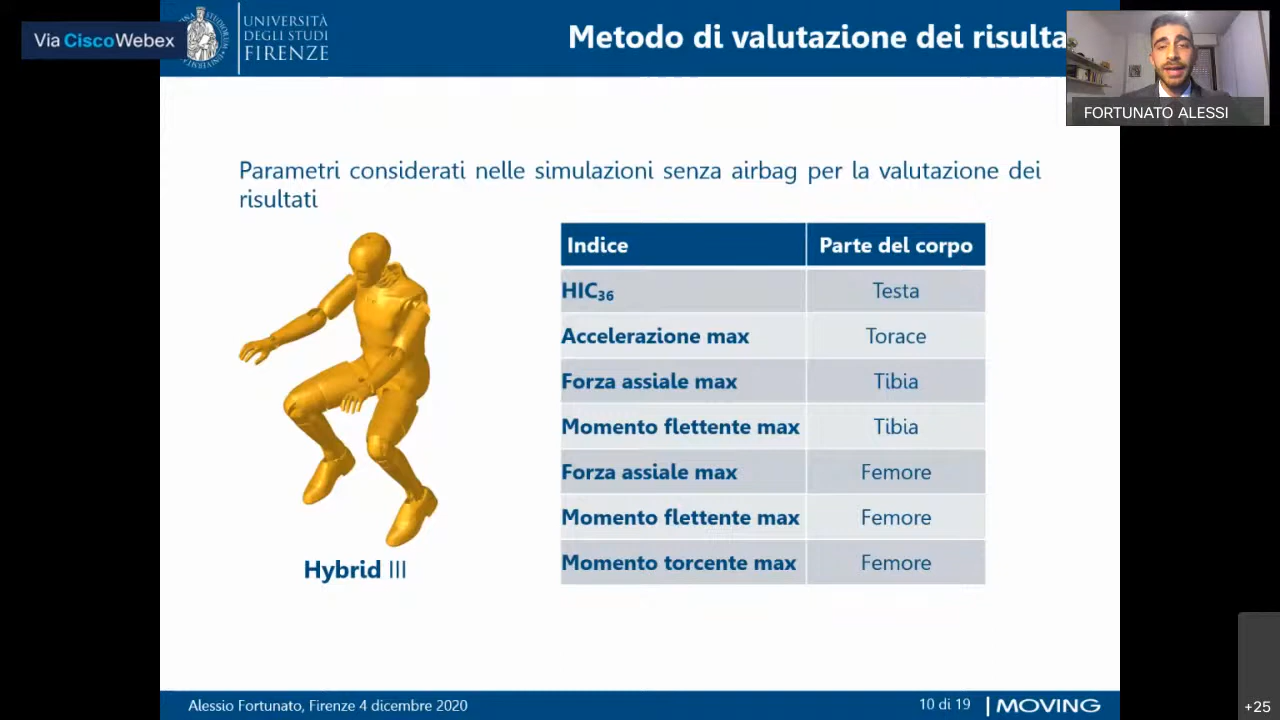 Via CiscoWebex
UNIVERSITÀ
DEGLI STUDI
FIRENZE
Metodo di valutazione dei risulta
FORTUNATO ALESSI
Parametri considerati nelle simulazioni senza airbag per la valutazione dei
risultati
Indice Parte del corpo
HIC₃₆ Testa
Accelerazione max Torace
Forza assiale max Tibia
Momento flettente max Tibia
Forza assiale max Femore
Momento flettente max Femore
Momento torcente max Femore
Hybrid III
Alessio Fortunato, Firenze 4 dicembre 2020
10 di 19
MOVING
+25